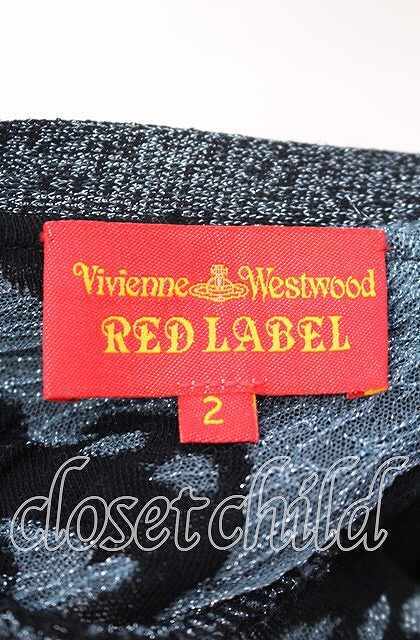 Vivienne Westwood
RED LABEL
2
closet child